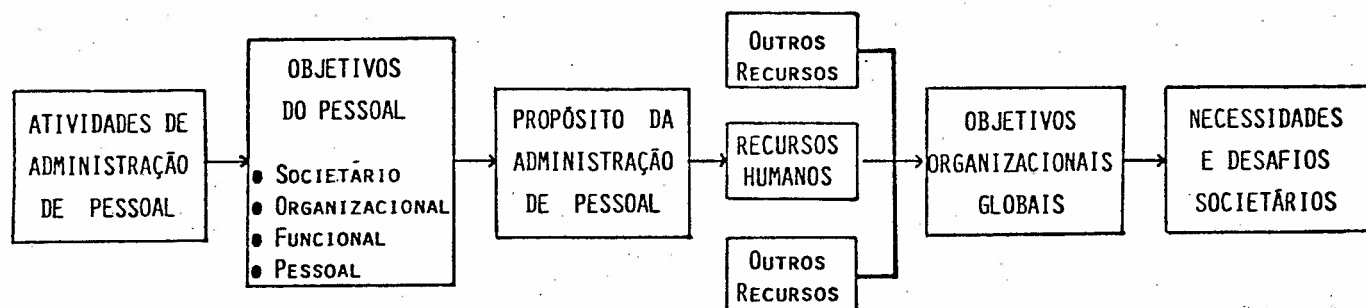 ATIVIDADES DE
ADMINISTRAÇÃO
DE PESSOAL
OBJETIVOS
DO PESSOAL
• SOCIETÁRIO
• ORGANIZACIONAL
• FUNCIONAL
• PESSOAL
PROPÓSITO DA
ADMINISTRAÇÃO
DE PESSOAL
OUTROS
RECURSOS
RECURSOS
HUMANOS
OUTROS
RECURSOS
OBJETIVOS
ORGANIZACIONAIS
GLOBAIS
NECESSIDADES
E DESAFIOS
SOCIETÁRIOS